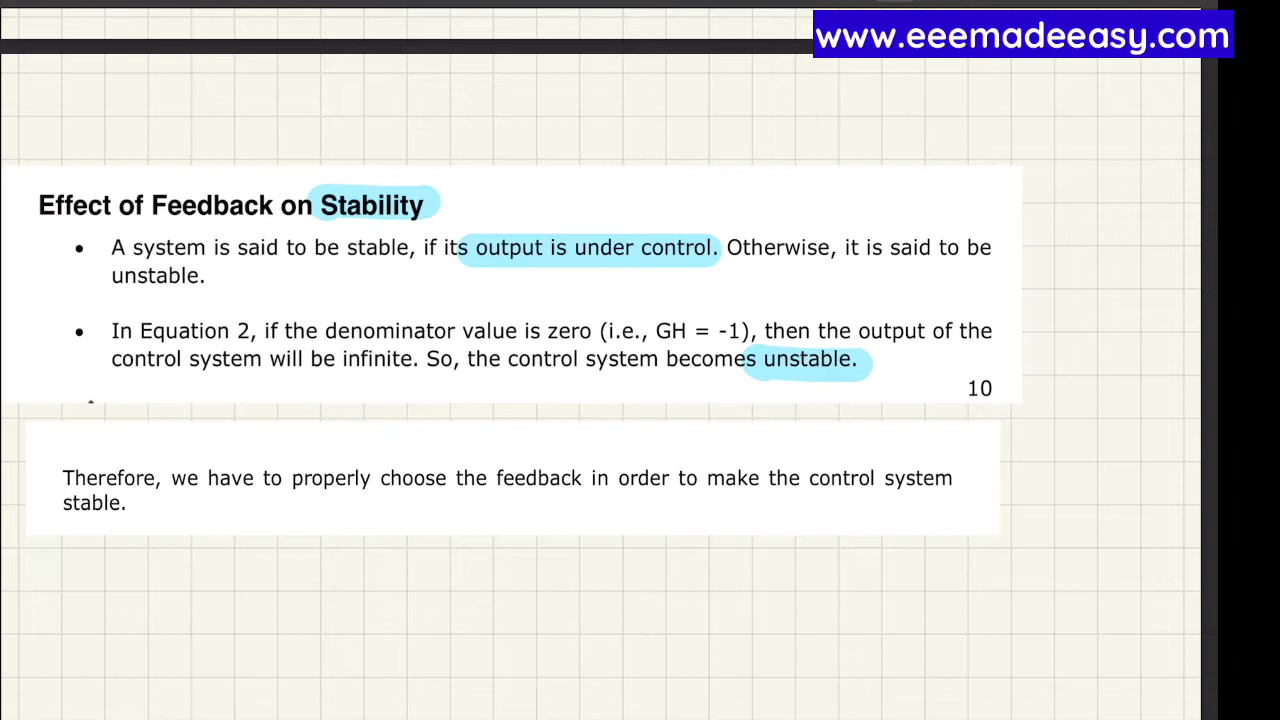 www.eeemadeeasy.com
Effect of Feedback on Stability
• A system is said to be stable, if its output is under control. Otherwise, it is said to be
unstable.
• In Equation 2, if the denominator value is zero (i.e., GH = -1), then the output of the
control system will be infinite. So, the control system becomes unstable.
10
Therefore, we have to properly choose the feedback in order to make the control system
stable.